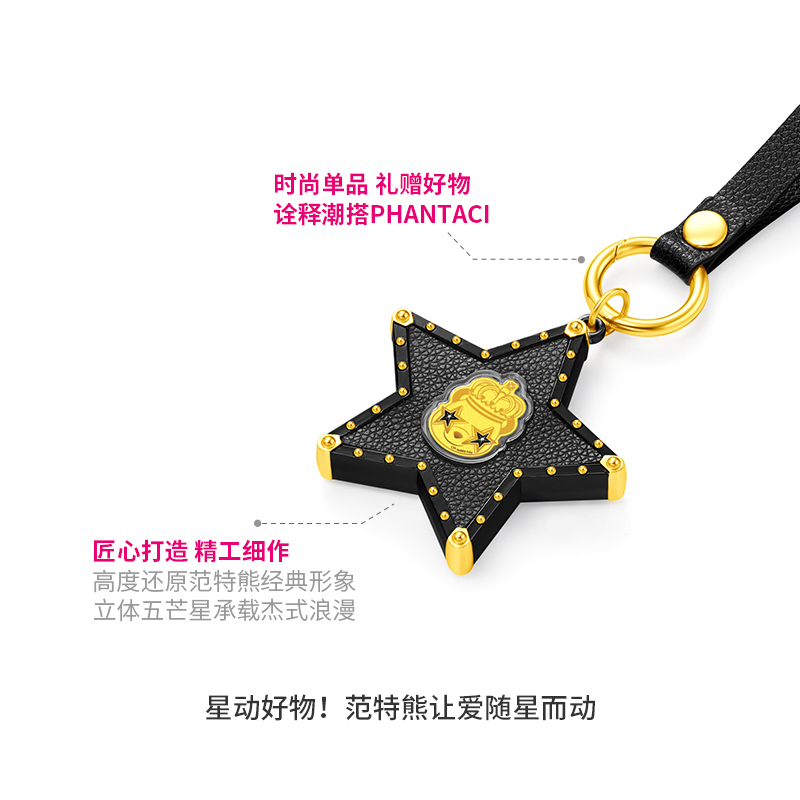 时尚单品 礼赠好物
诠释潮搭PHANTACI
匠心打造 精工细作
高度还原范特熊经典形象
立体五芒星承载杰式浪漫
星动好物！范特熊让爱随星而动